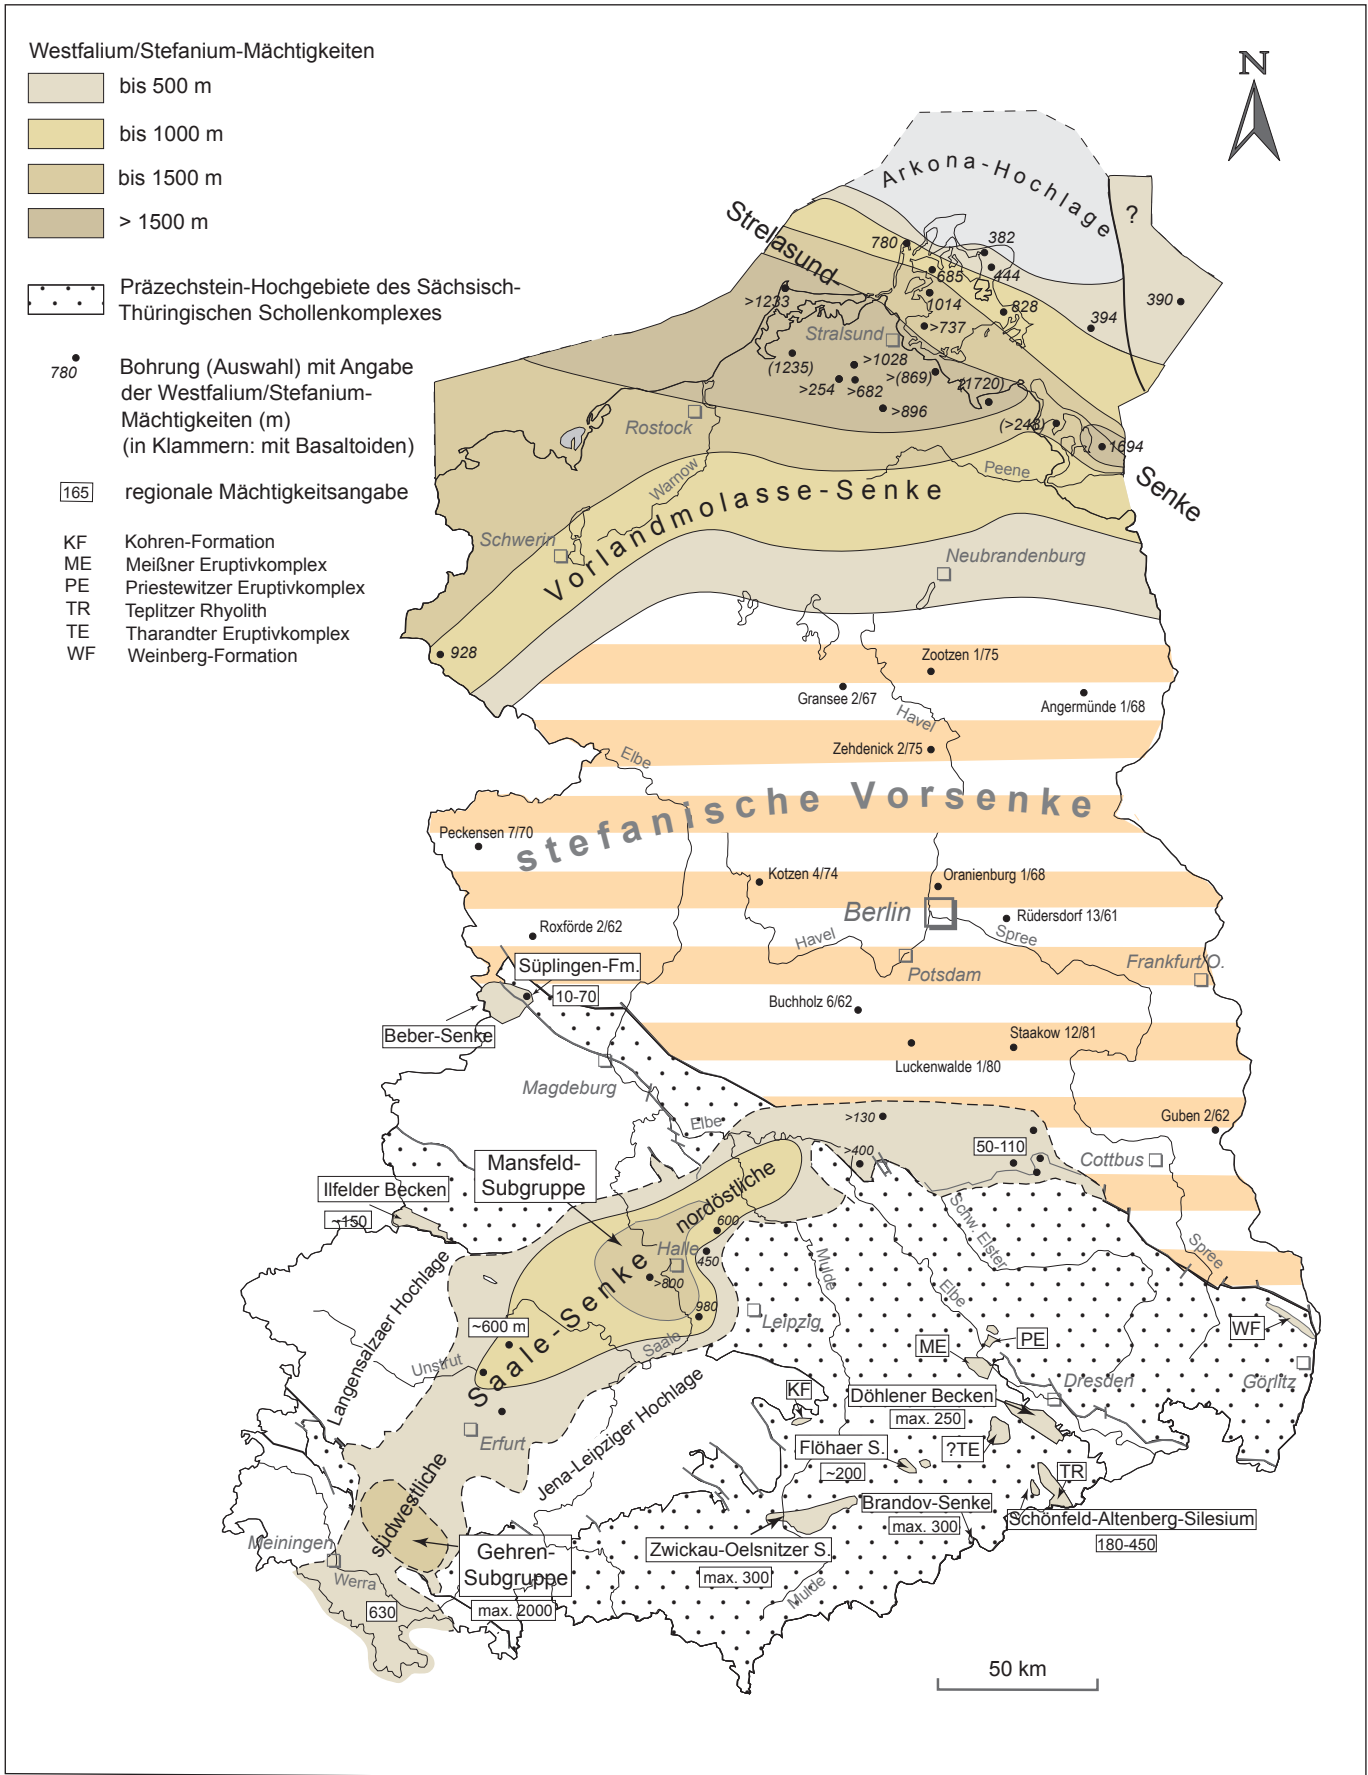 Westfalium/Stefanium-Mächtigkeiten
bis 500 m
bis 1000 m
bis 1500 m
> 1500 m
Präzechstein-Hochgebiete des Sächsisch-
Thüringischen Schollenkomplexes
780
Bohrung (Auswahl) mit Angabe
der Westfalium/Stefanium-
Mächtigkeiten (m)
(in Klammern: mit Basaltoiden)
165
regionale Mächtigkeitsangabe
KF Kohren-Formation
ME Meißner Eruptivkomplex
PE Priestewitzer Eruptivkomplex
TR Teplitzer Rhyolith
TE Tharandter Eruptivkomplex
WF Weinberg-Formation
N
Arkona-Hochlage
?
Strelasund-
Senke
780
382
685
444
>1233
1014
828
390
394
>737
Stralsund
(1235)
>1028
>(869)
>254
>682
(1720)
>896
(>248)
1694
Rostock
Warnow
Peene
Vorlandmolasse-Senke
Schwerin
Neubrandenburg
928
Zootzen 1/75
Gransee 2/67
Angermünde 1/68
Havel
Zehdenick 2/75
Elbe
stefanische Vorsenke
Peckensen 7/70
Kotzen 4/74
Oranienburg 1/68
Berlin
Rüdersdorf 13/61
Roxförde 2/62
Havel
Spree
Potsdam
Frankfurt/O.
Süplingen-Fm.
10-70
Beber-Senke
Buchholz 6/62
Staakow 12/81
Luckenwalde 1/80
Magdeburg
Elbe
>130
Guben 2/62
50-110
>400
Cottbus
Mansfeld-
Subgruppe
Ilfelder Becken
~150
nordöstliche
Saale-Senke
südwestliche
600
Halle
450
>800
980
Schw. Elster
Mulde
Elbe
Spree
Langensalzaer Hochlage
~600 m
Unstrut
Saale
Leipzig
WF
PE
ME
Dresden
Görlitz
Jena-Leipziger Hochlage
Erfurt
KF
Döhlener Becken
max. 250
Flöhaer S.
~200
?TE
TR
Brandov-Senke
max. 300
Schönfeld-Altenberg-Silesium
180-450
Zwickau-Oelsnitzer S.
max. 300
Mulde
Meiningen
Werra
Gehren-
Subgruppe
max. 2000
630
50 km